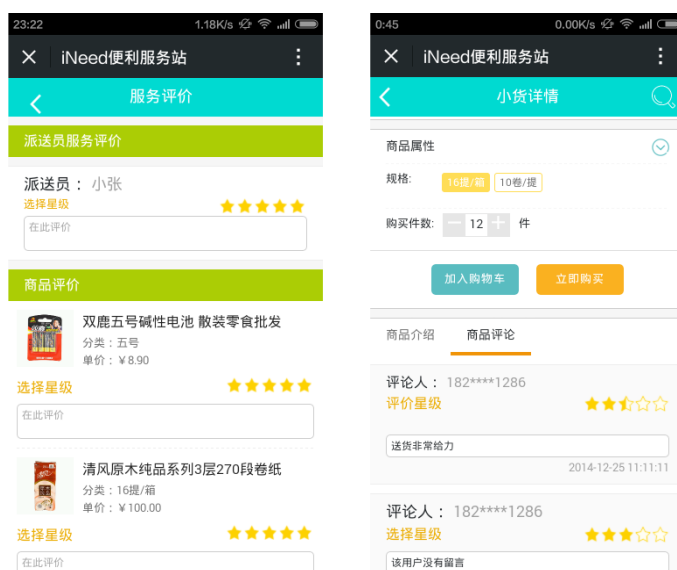 23:22
1.18K/s
iNeed便利服务站
服务评价
派送员服务评价
派送员： 小张
选择星级
在此评价
商品评价
双鹿五号碱性电池 散装零食批发
分类：五号
单价：￥8.90
选择星级
在此评价
清风原木纯品系列3层270段卷纸
分类：16提/箱
单价：￥100.00
选择星级
在此评价
0:45
0.00K/s
iNeed便利服务站
小货详情
商品属性
规格: 16提/箱 10卷/提
购买件数: 12 件
加入购物车 立即购买
商品介绍 商品评论
评论人： 182****1286
评价星级
送货非常给力
2014-12-25 11:11:11
评论人： 182****1286
选择星级
该用户没有留言